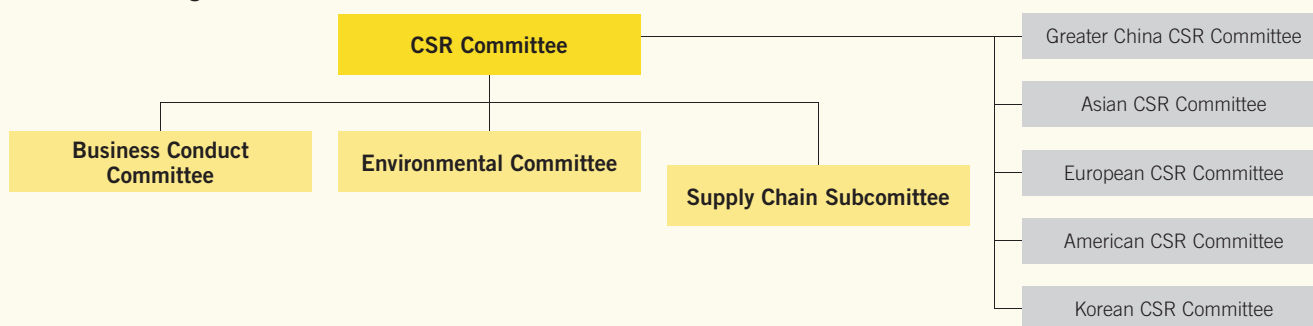 CSR Committee
Business Conduct
Committee
Environmental Committee
Supply Chain Subcomittee
Greater China CSR Committee
Asian CSR Committee
European CSR Committee
American CSR Committee
Korean CSR Committee